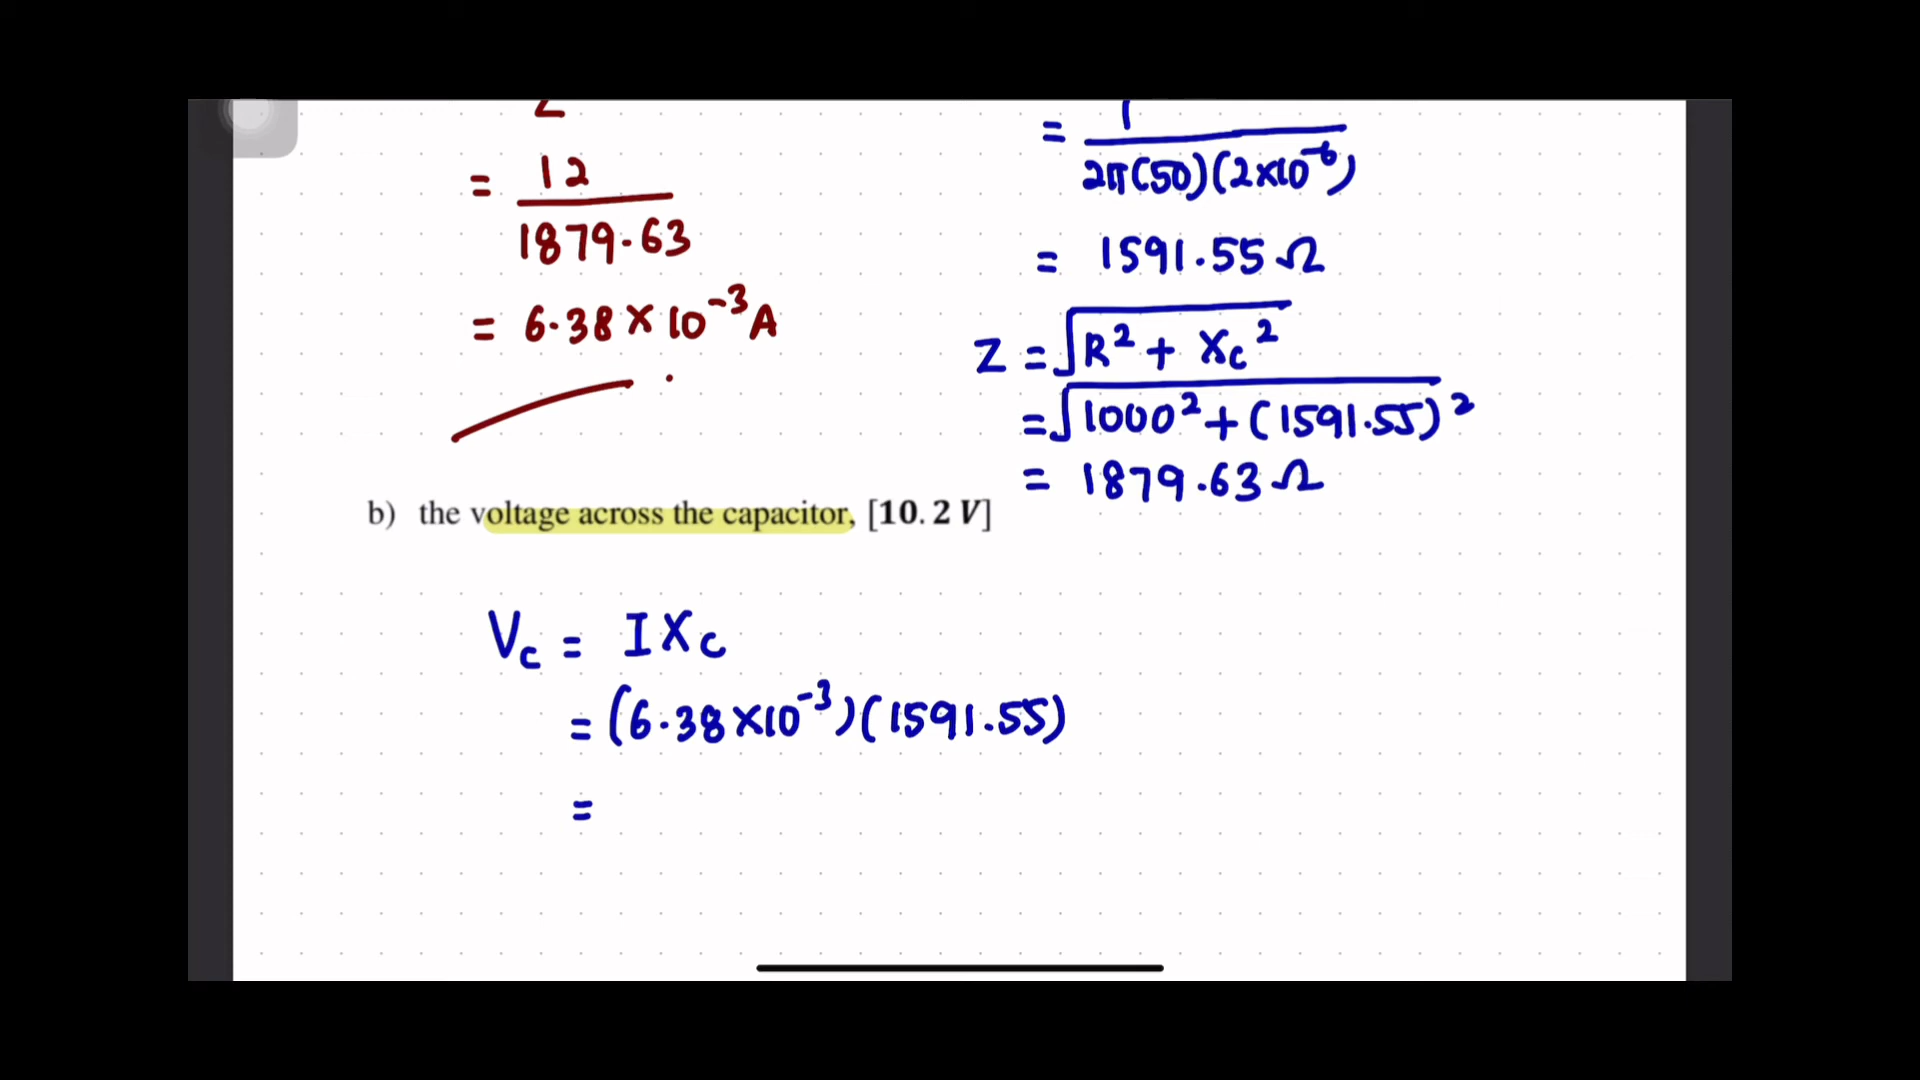 Z
= 12 / 1879.63
= 6.38 × 10⁻³ A
= 1 / 2π(50)(2×10⁻⁶)
= 1591.55 Ω
Z = √R² + Xc²
= √1000² + (1591.55)²
= 1879.63 Ω
b) the voltage across the capacitor, [10.2 V]
Vc = IXc
= (6.38×10⁻³)(1591.55)
=